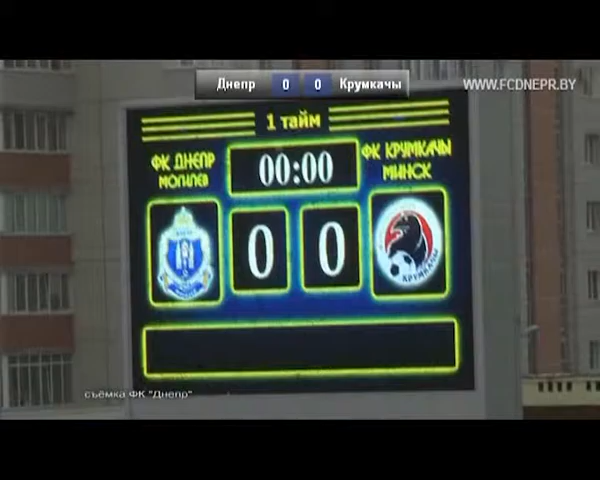 Днепр 0 0 Крумкачы
WWW.FCDNEPR.BY
1 тайм
ФК ДНЕПР
МОГИЛЕВ
00:00
ФК КРУМКАЧЫ
МИНСК
0 0
КРУМКАЧЫ
съёмка ФК "Днепр"